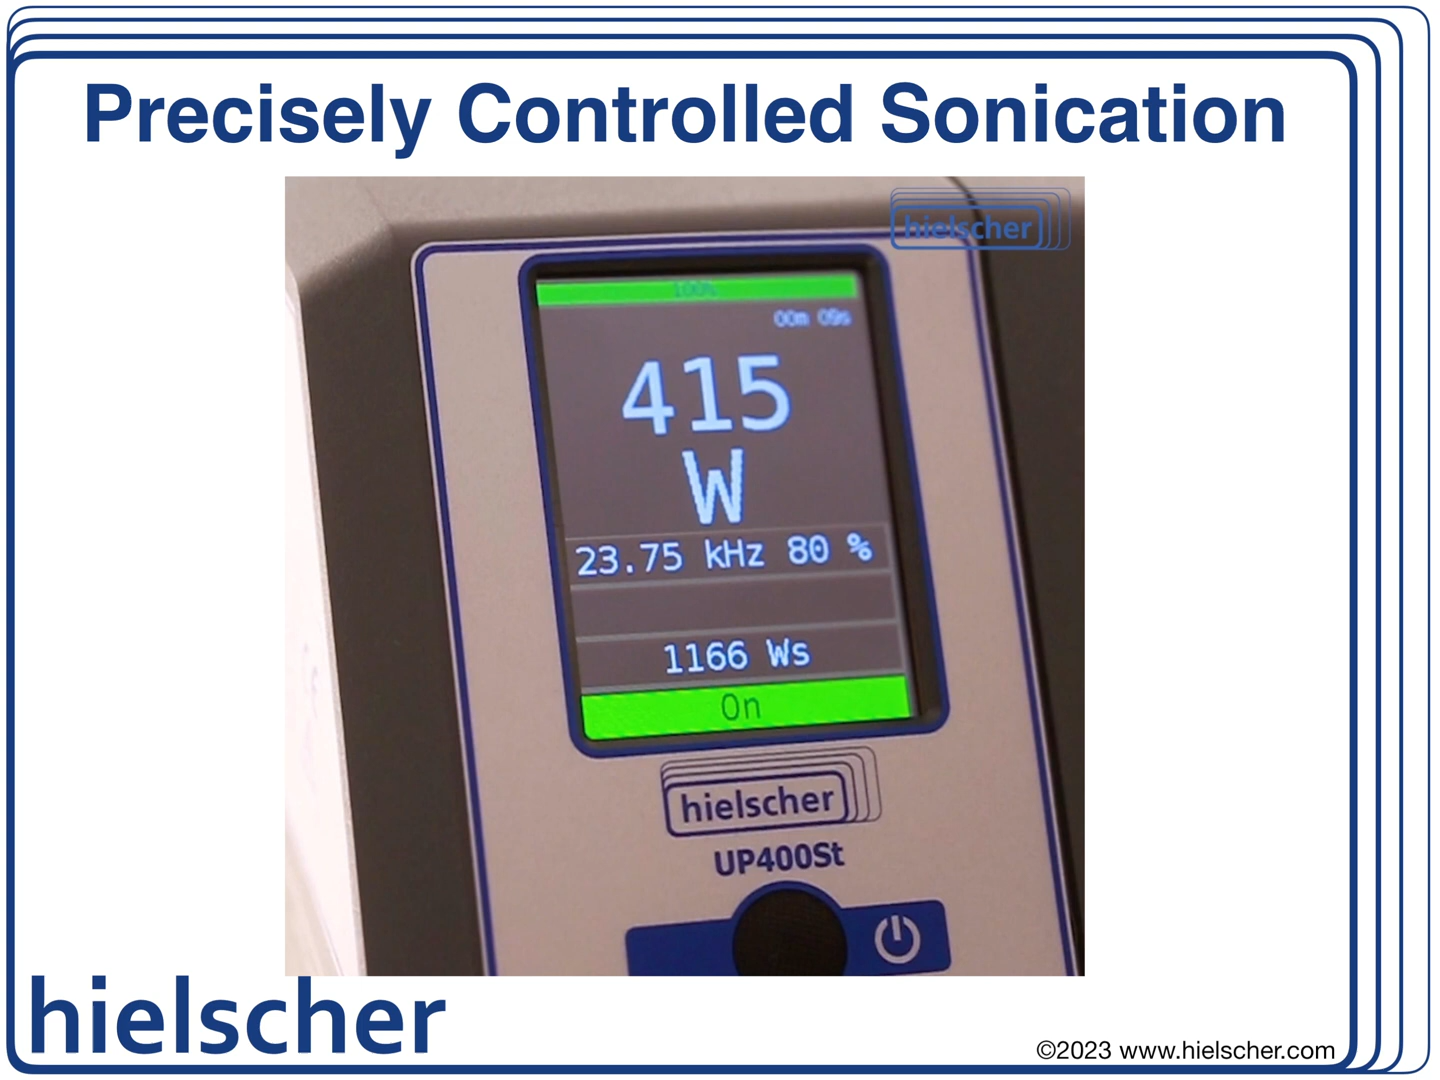 Precisely Controlled Sonication
hielscher
100%
00m 09s
415
W
23.75 kHz 80 %
1166 Ws
On
hielscher
UP400St
hielscher
©2023 www.hielscher.com